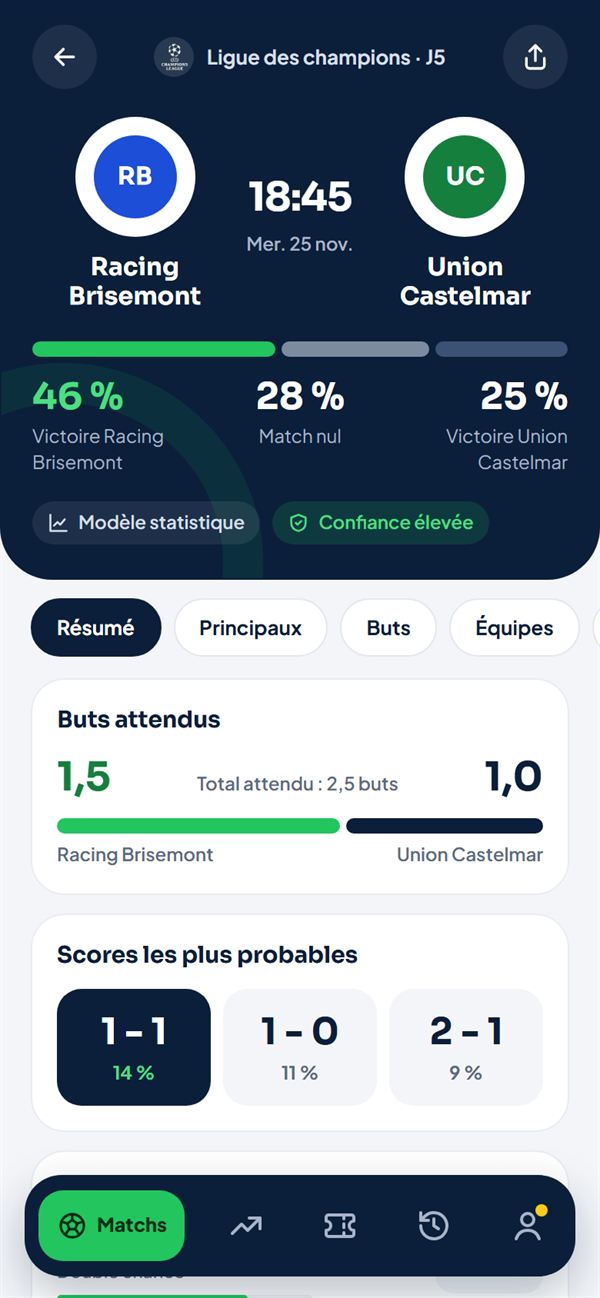 Ligue des champions · J5
CHAMPIONS
LEAGUE
RB
UC
18:45
Mer. 25 nov.
Racing
Brisemont
Union
Castelmar
46 %
28 %
25 %
Victoire Racing
Brisemont
Match nul
Victoire Union
Castelmar
Modèle statistique
Confiance élevée
Résumé
Principaux
Buts
Équipes
Buts attendus
1,5
Total attendu : 2,5 buts
1,0
Racing Brisemont
Union Castelmar
Scores les plus probables
1 - 1
14 %
1 - 0
11 %
2 - 1
9 %
Matchs